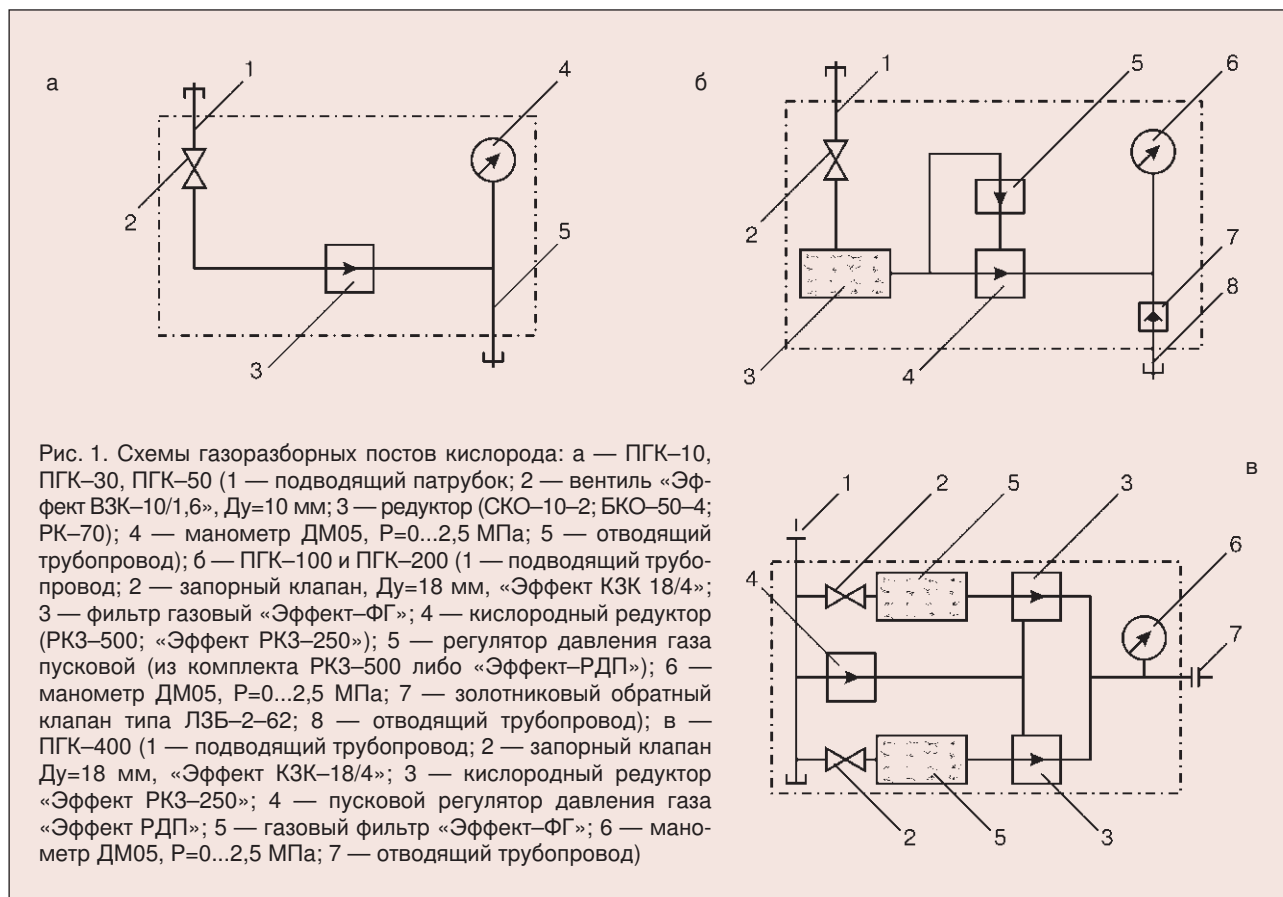 а
1
4
2
5
3
б
1
5
6
2
7
8
3
4
Рис. 1. Схемы газоразборных постов кислорода: а — ПГК–10,
ПГК–30, ПГК–50 (1 — подводящий патрубок; 2 — вентиль «Эф-
фект ВЗК–10/1,6», Ду=10 мм; 3 — редуктор (СКО–10–2; БКО–50–4;
РК–70); 4 — манометр ДМ05, Р=0...2,5 МПа; 5 — отводящий
трубопровод); б — ПГК–100 и ПГК–200 (1 — подводящий трубо-
провод; 2 — запорный клапан, Ду=18 мм, «Эффект КЗК 18/4»;
3 — фильтр газовый «Эффект–ФГ»; 4 — кислородный редуктор
(РКЗ–500; «Эффект РКЗ–250»); 5 — регулятор давления газа
пусковой (из комплекта РКЗ–500 либо «Эффект–РДП»); 6 —
манометр ДМ05, Р=0...2,5 МПа; 7 — золотниковый обратный
клапан типа ЛЗБ–2–62; 8 — отводящий трубопровод); в —
ПГК–400 (1 — подводящий трубопровод; 2 — запорный клапан
Ду=18 мм, «Эффект КЗК–18/4»; 3 — кислородный редуктор
«Эффект РКЗ–250»; 4 — пусковой регулятор давления газа
«Эффект РДП»; 5 — газовый фильтр «Эффект–ФГ»; 6 — мано-
метр ДМ05, Р=0...2,5 МПа; 7 — отводящий трубопровод)
в
1
2
5
3
6
4
7
2
5
3